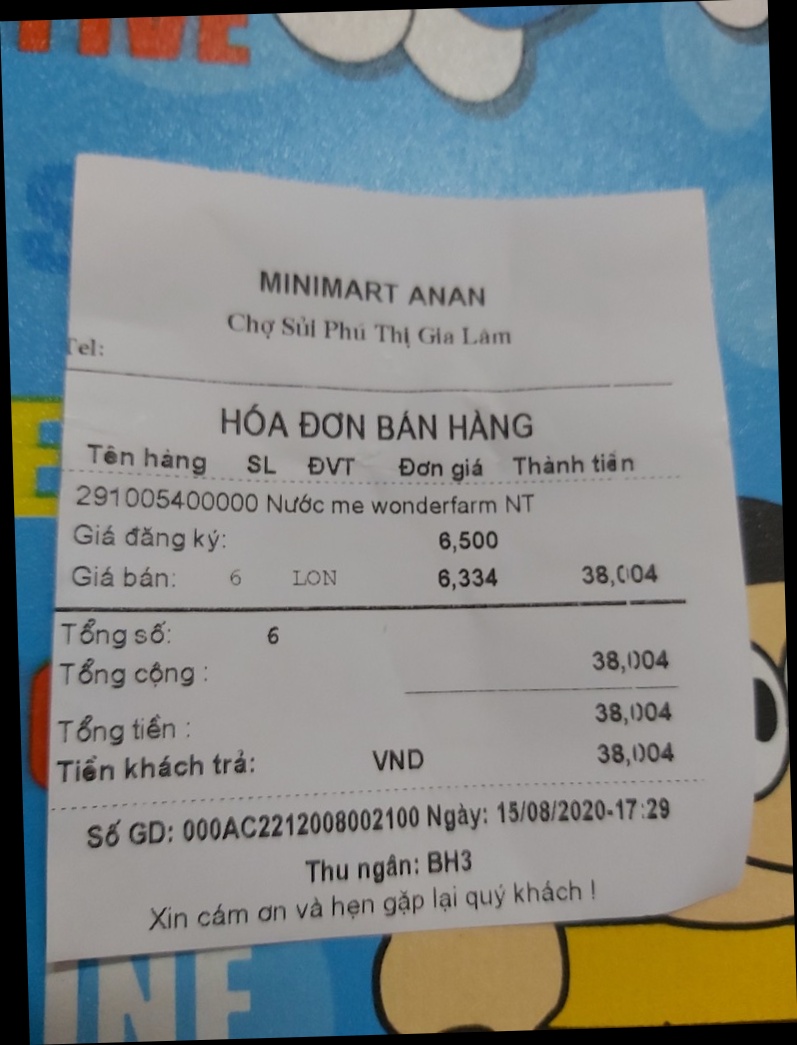 MINIMART ANAN
Chợ Sủi Phú Thị Gia Lâm
Tel:
HÓA ĐƠN BÁN HÀNG
Tên hàng SL ĐVT Đơn giá Thành tiền
291005400000 Nước me wonderfarm NT
Giá đăng ký: 6,500
Giá bán: 6 LON 6,334 38,004
Tổng số: 6
Tổng cộng : 38,004
Tổng tiền : 38,004
Tiền khách trả: VND 38,004
Số GD: 000AC2212008002100 Ngày: 15/08/2020-17:29
Thu ngân: BH3
Xin cám ơn và hẹn gặp lại quý khách !